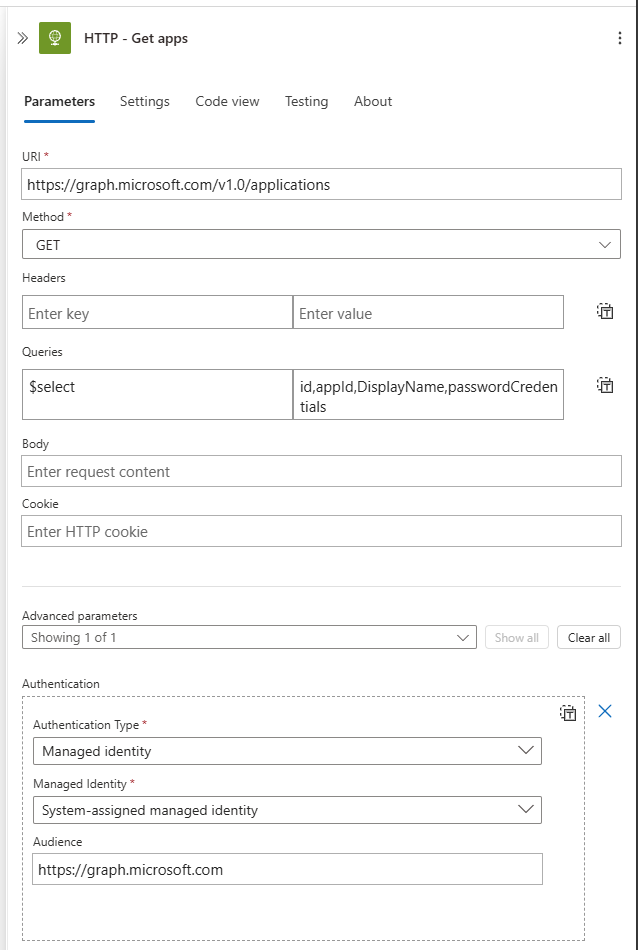 HTTP - Get apps
Parameters Settings Code view Testing About
URI *
https://graph.microsoft.com/v1.0/applications
Method *
GET
Headers
Enter key Enter value
Queries
$select id,appId,DisplayName,passwordCreden
tials
Body
Enter request content
Cookie
Enter HTTP cookie
Advanced parameters
Showing 1 of 1 Show all Clear all
Authentication
Authentication Type *
Managed identity
Managed Identity *
System-assigned managed identity
Audience
https://graph.microsoft.com